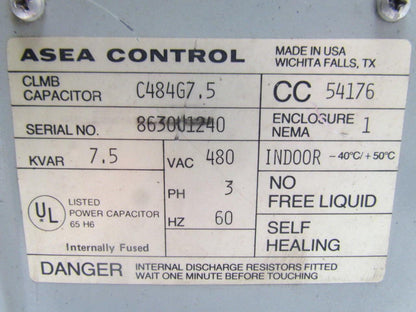 ASEA CONTROL
MADE IN USA
WICHITA FALLS, TX
CLMB
CAPACITOR C484G7.5
CC 54176
SERIAL NO. 8630U1240
ENCLOSURE
NEMA 1
KVAR 7.5
VAC 480
INDOOR -40°C/+50°C
PH 3
HZ 60
NO
FREE LIQUID
UL
LISTED
POWER CAPACITOR
65 H6
Internally Fused
SELF
HEALING
DANGER INTERNAL DISCHARGE RESISTORS FITTED
WAIT ONE MINUTE BEFORE TOUCHING